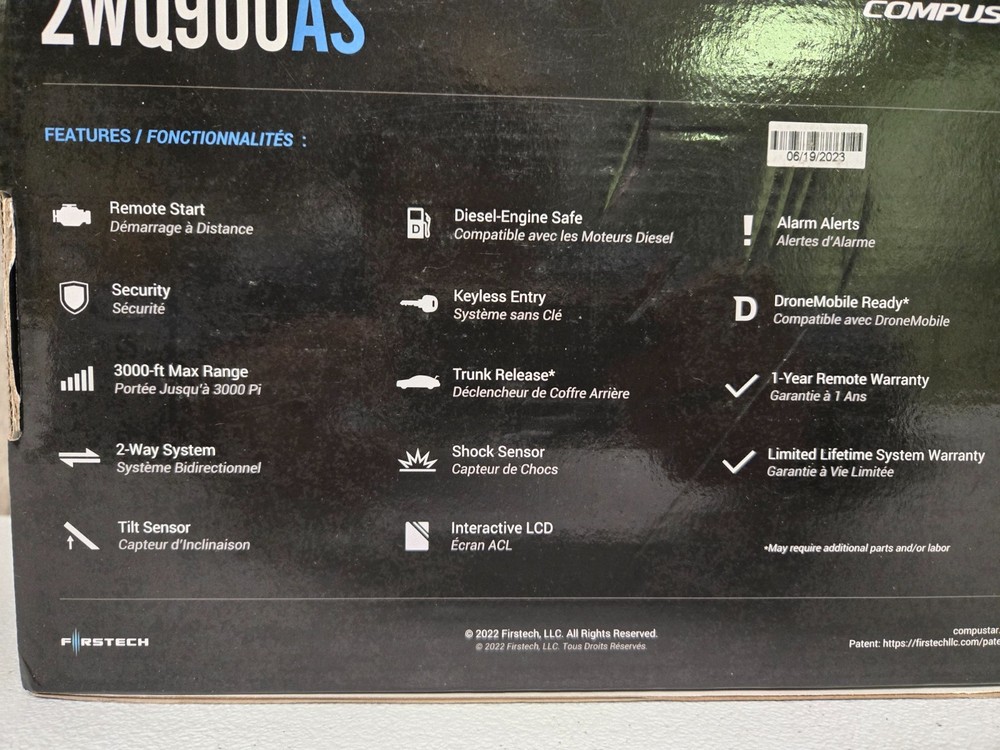 2WQ900AS
COMPUS
FEATURES / FONCTIONNALITÉS :
06/19/2023
Remote Start
Démarrage à Distance
Security
Sécurité
3000-ft Max Range
Portée Jusqu'à 3000 Pi
2-Way System
Système Bidirectionnel
Tilt Sensor
Capteur d'Inclinaison
D
Diesel-Engine Safe
Compatible avec les Moteurs Diesel
Keyless Entry
Système sans Clé
Trunk Release*
Déclencheur de Coffre Arrière
Shock Sensor
Capteur de Chocs
Interactive LCD
Écran ACL
!
Alarm Alerts
Alertes d'Alarme
D
DroneMobile Ready*
Compatible avec DroneMobile
1-Year Remote Warranty
Garantie à 1 Ans
Limited Lifetime System Warranty
Garantie à Vie Limitée
*May require additional parts and/or labor
FIRSTECH
© 2022 Firstech, LLC. All Rights Reserved.
© 2022 Firstech, LLC. Tous Droits Réservés.
compustar.
Patent: https://firstechllc.com/pate